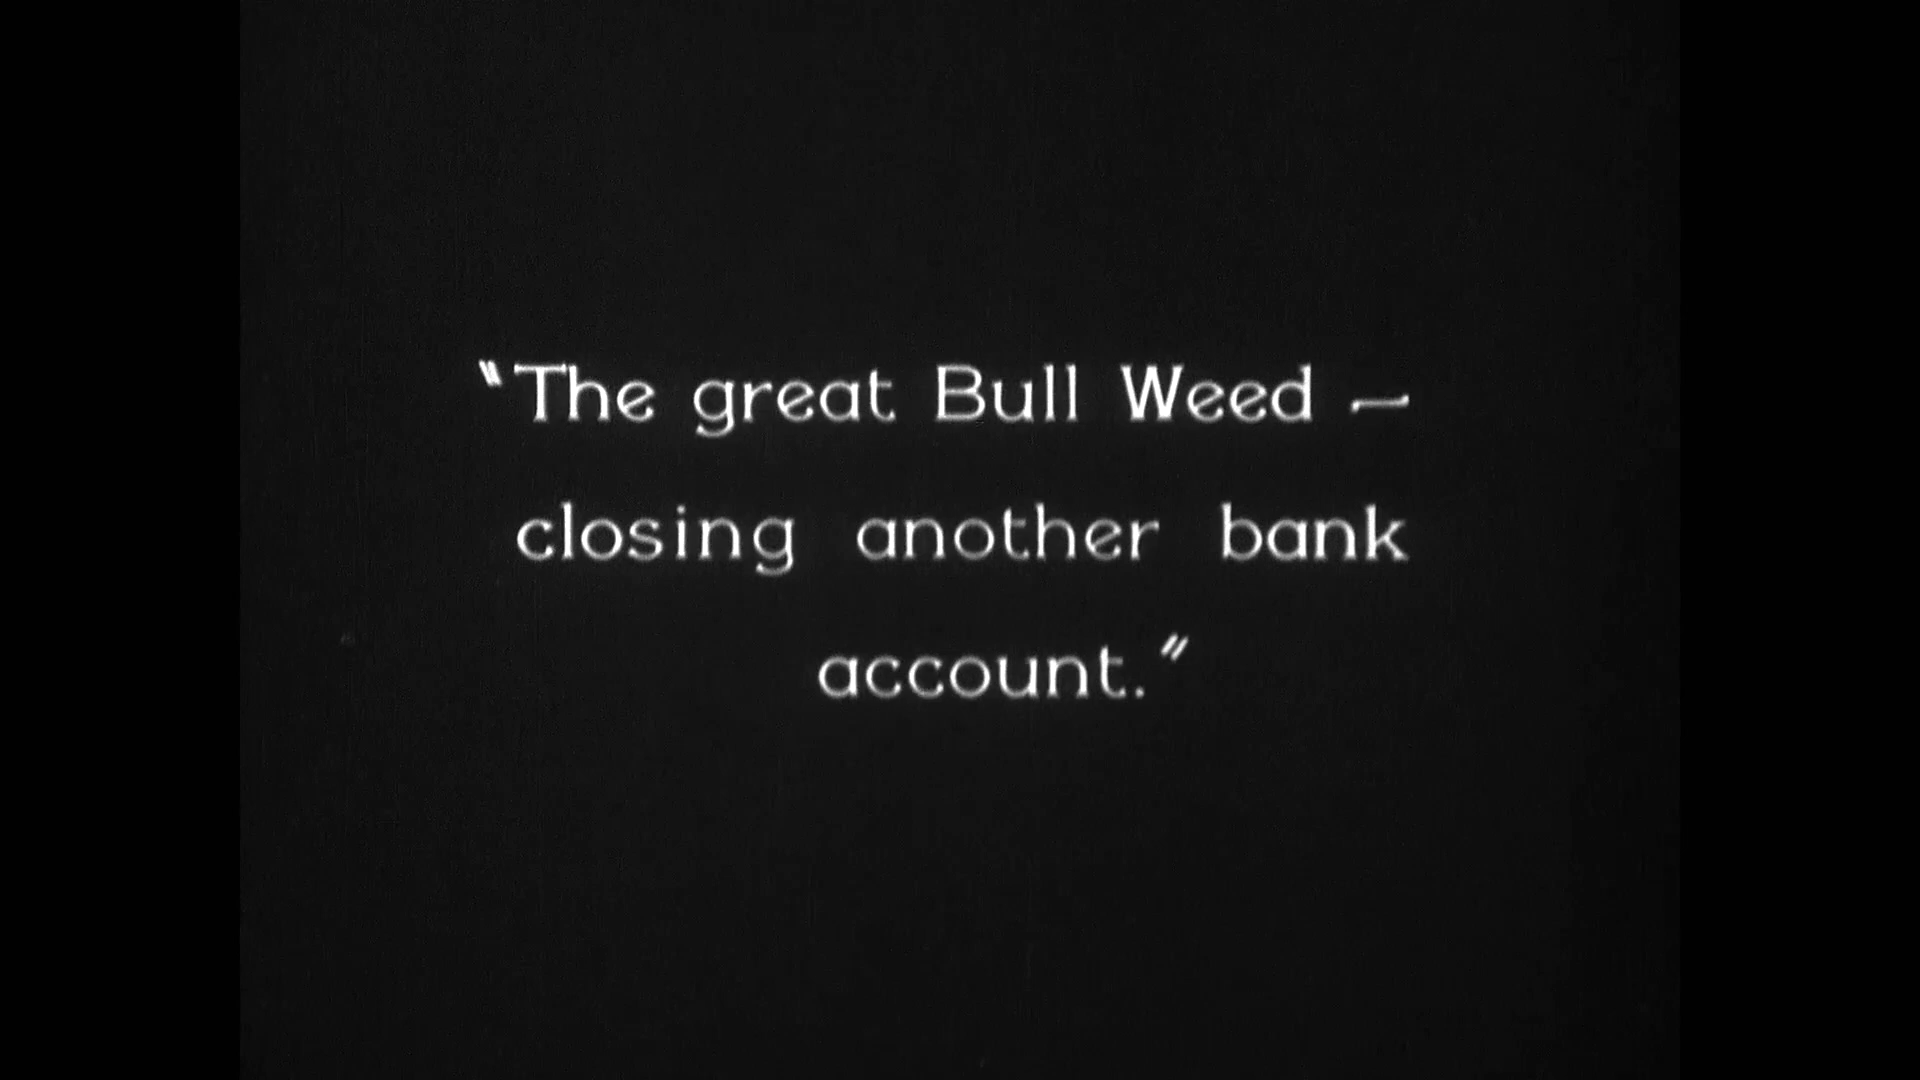 “The great Bull Weed —
closing another bank
account.”